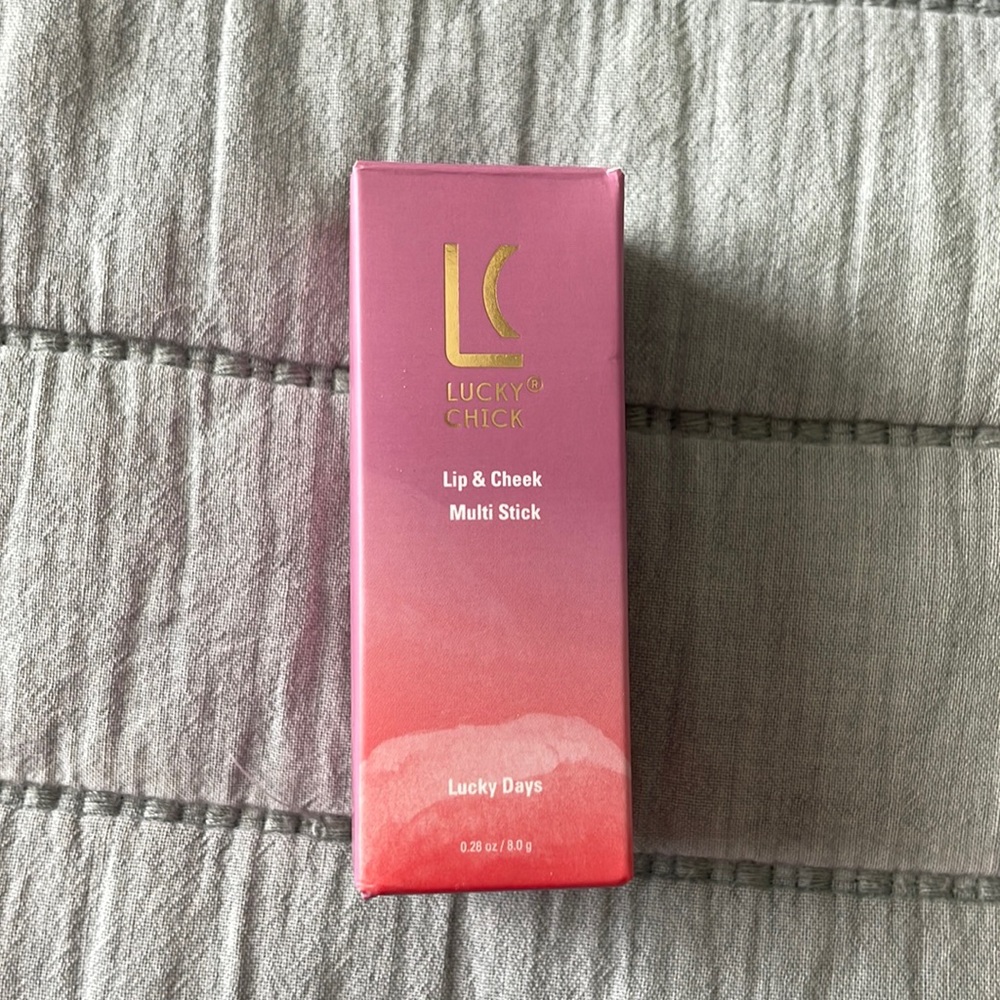 LC
LUCKY®
CHICK
Lip & Cheek
Multi Stick
Lucky Days
0.28 oz / 8.0 g